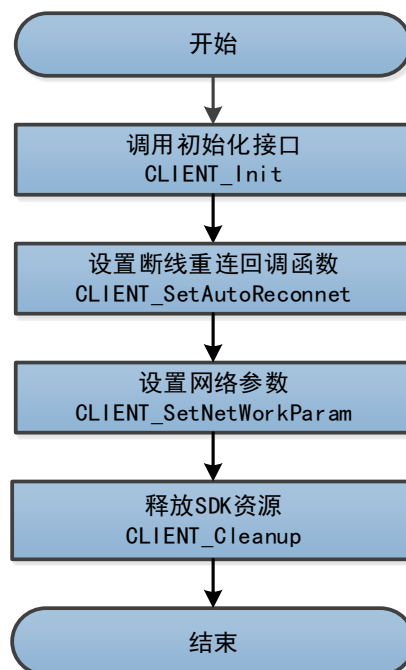 开始
调用初始化接口
CLIENT_Init
设置断线重连回调函数
CLIENT_SetAutoReconnet
设置网络参数
CLIENT_SetNetWorkParam
释放SDK资源
CLIENT_Cleanup
结束